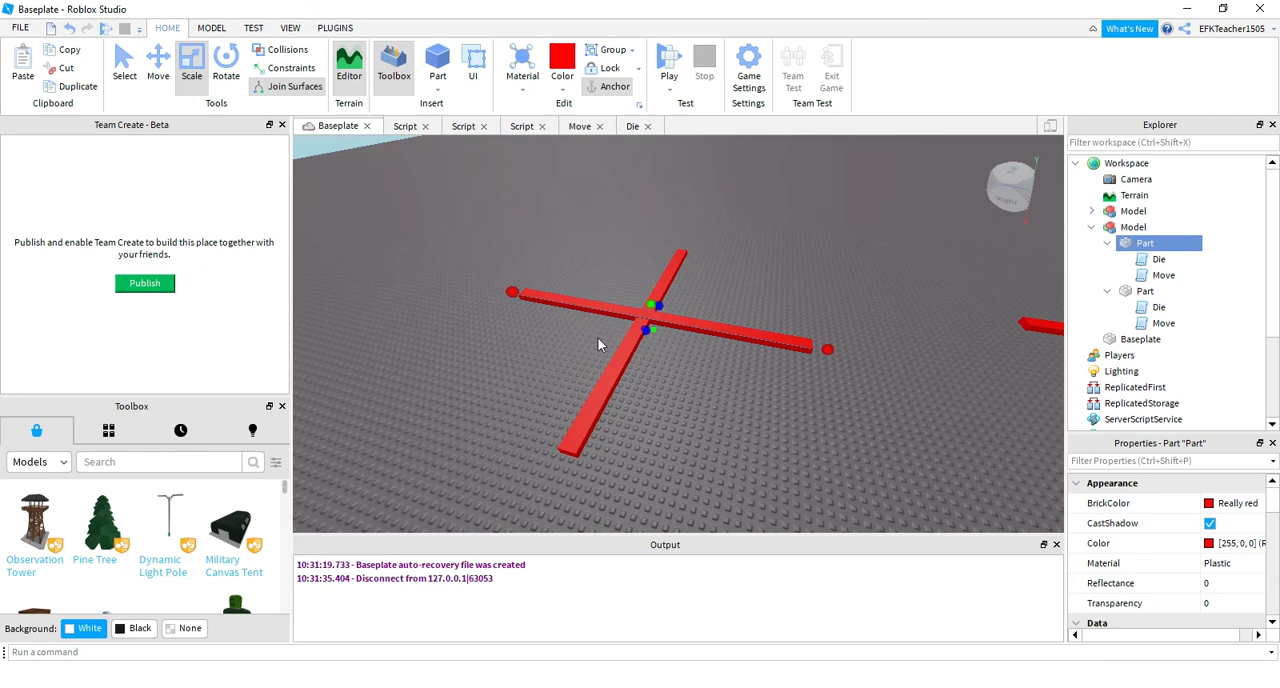 Baseplate - Roblox Studio
FILE HOME MODEL TEST VIEW PLUGINS
What's New EFKTeacher1505
Paste Copy Cut Duplicate Clipboard
Select Move Scale Rotate Collisions Constraints Join Surfaces Tools
Editor Terrain
Toolbox Part UI Insert
Material Color Group Lock Anchor Edit
Play Stop Test
Game Settings Settings
Team Test Exit Game Team Test
Team Create - Beta
Publish and enable Team Create to build this place together with
your friends.
Publish
Toolbox
Models Search
Observation Tower
Pine Tree
Dynamic Light Pole
Military Canvas Tent
Background: White Black None
Run a command
Baseplate Script Script Script Move Die
Y
Right
Output
10:31:19.733 - Baseplate auto-recovery file was created
10:31:35.404 - Disconnect from 127.0.0.1|63053
Explorer
Filter workspace (Ctrl+Shift+X)
Workspace
Camera
Terrain
Model
Model
Part
Die
Move
Part
Die
Move
Baseplate
Players
Lighting
ReplicatedFirst
ReplicatedStorage
ServerScriptService
Properties - Part "Part"
Filter Properties (Ctrl+Shift+P)
Appearance
BrickColor Really red
CastShadow
Color [255, 0, 0] (R
Material Plastic
Reflectance 0
Transparency 0
Data